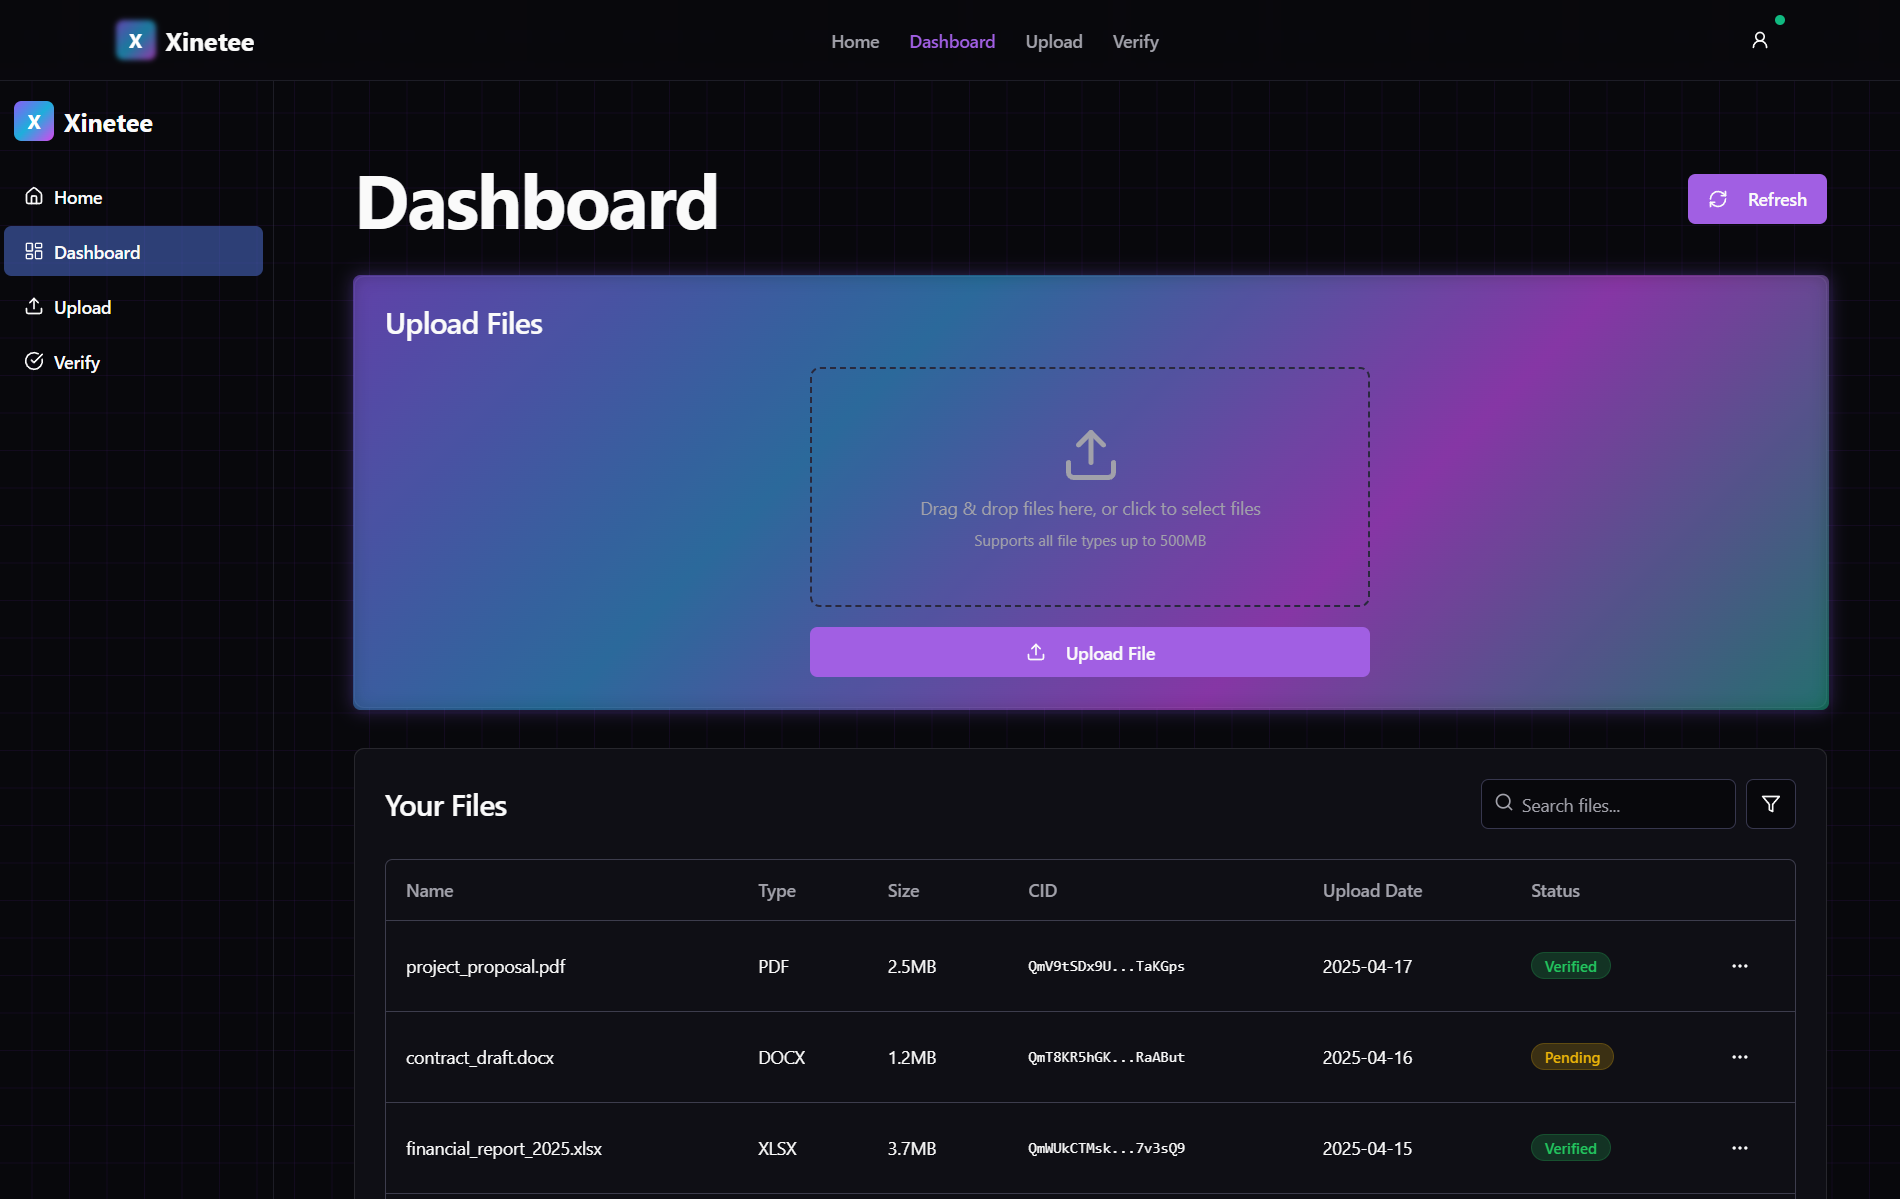 X Xinetee
Home Dashboard Upload Verify
X Xinetee
Home
Dashboard
Upload
Verify
Dashboard
Refresh
Upload Files
Drag & drop files here, or click to select files
Supports all file types up to 500MB
Upload File
Your Files
Search files...
Name Type Size CID Upload Date Status
project_proposal.pdf PDF 2.5MB QmV9tSDx9U...TaKGps 2025-04-17 Verified
contract_draft.docx DOCX 1.2MB QmT8KR5hGK...RaABut 2025-04-16 Pending
financial_report_2025.xlsx XLSX 3.7MB QmWUkCTMsk...7v3sQ9 2025-04-15 Verified